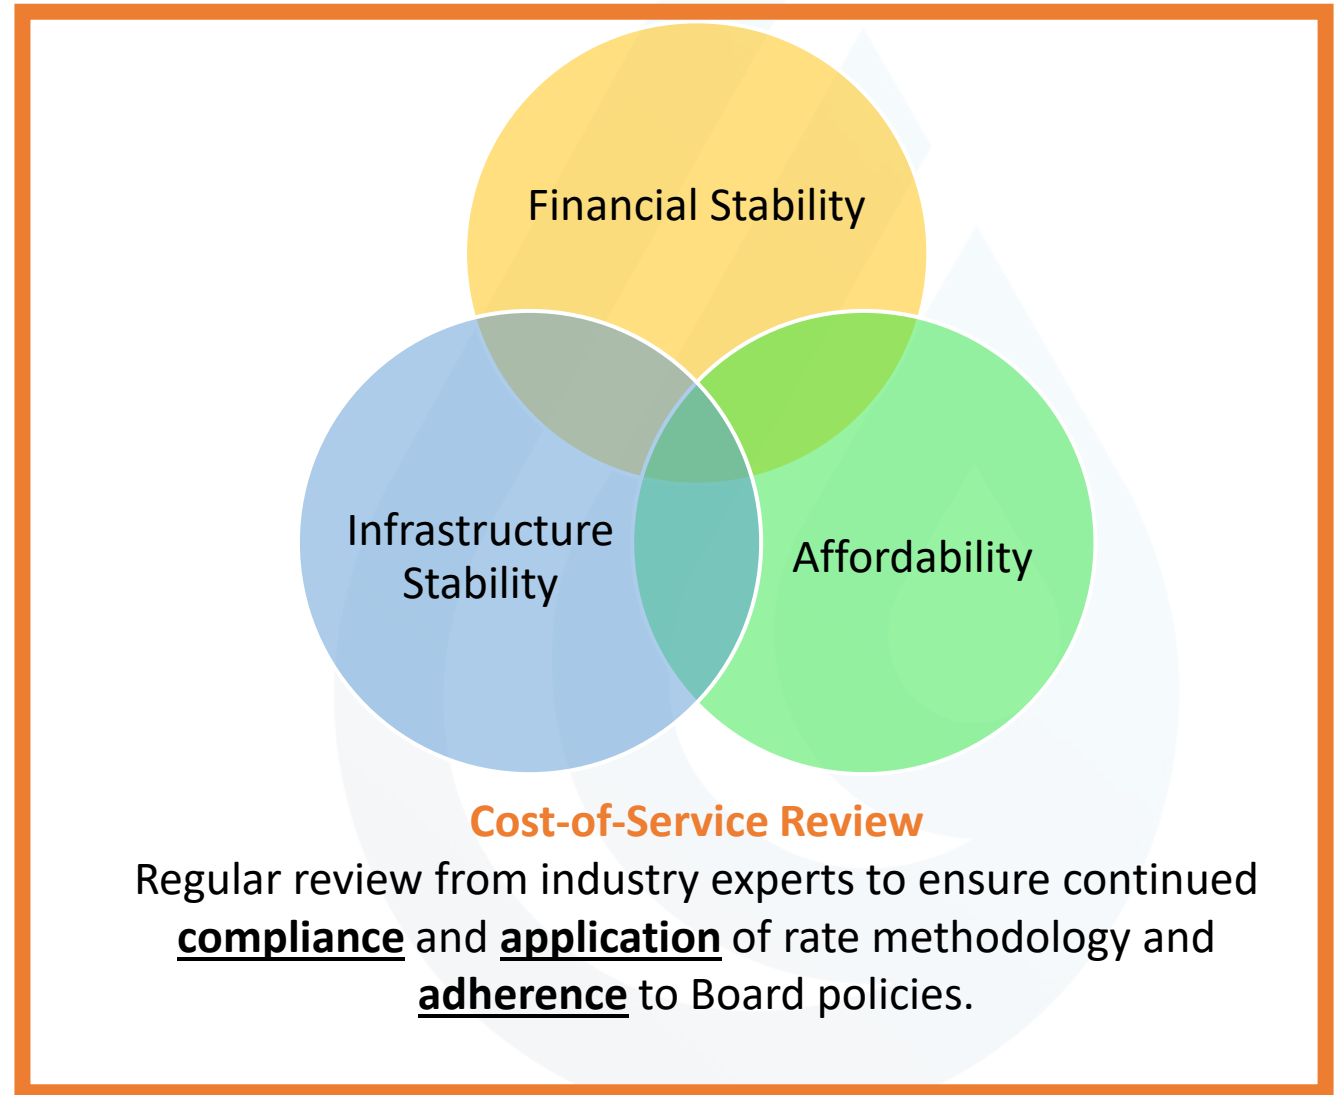 Financial Stability
Infrastructure
Stability
Affordability
Cost-of-Service Review
Regular review from industry experts to ensure continued
compliance and application of rate methodology and
adherence to Board policies.